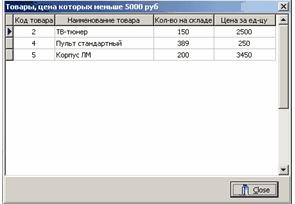 Товары, цена которых меньше 5000 руб
Код товара Наименование товара Кол-во на складе Цена за ед-цу
2 ТВ-тюнер 150 2500
4 Пульт стандартный 389 250
5 Корпус ЛМ 200 3450
Close